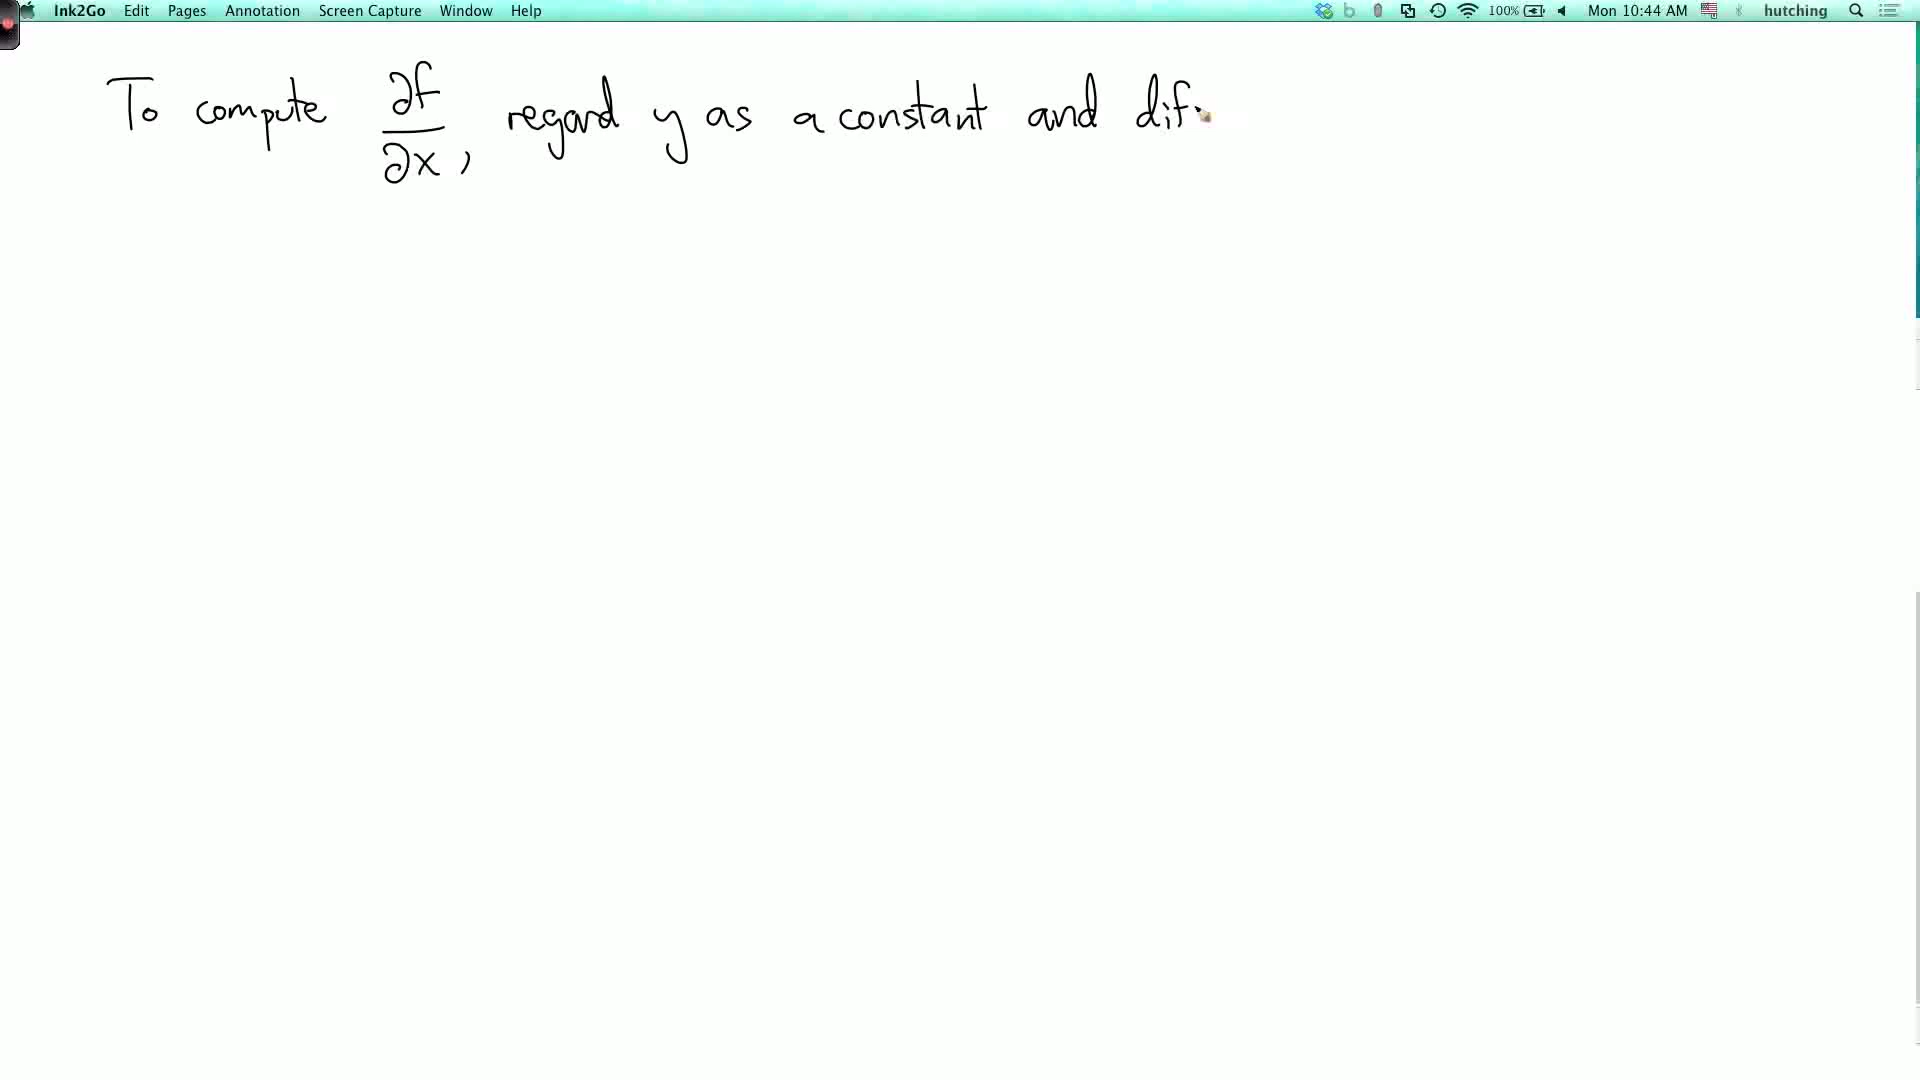 Ink2Go Edit Pages Annotation Screen Capture Window Help 100% Mon 10:44 AM hutching
To compute ∂f/∂x, regard y as a constant and dif